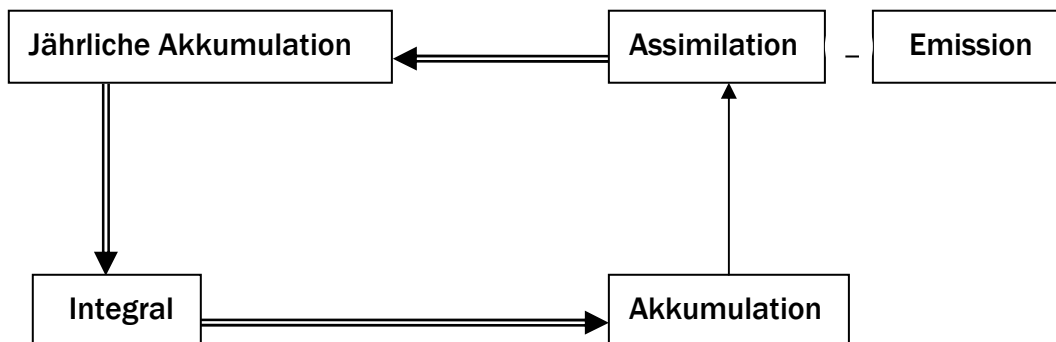 Jährliche Akkumulation
Assimilation – Emission
Integral
Akkumulation